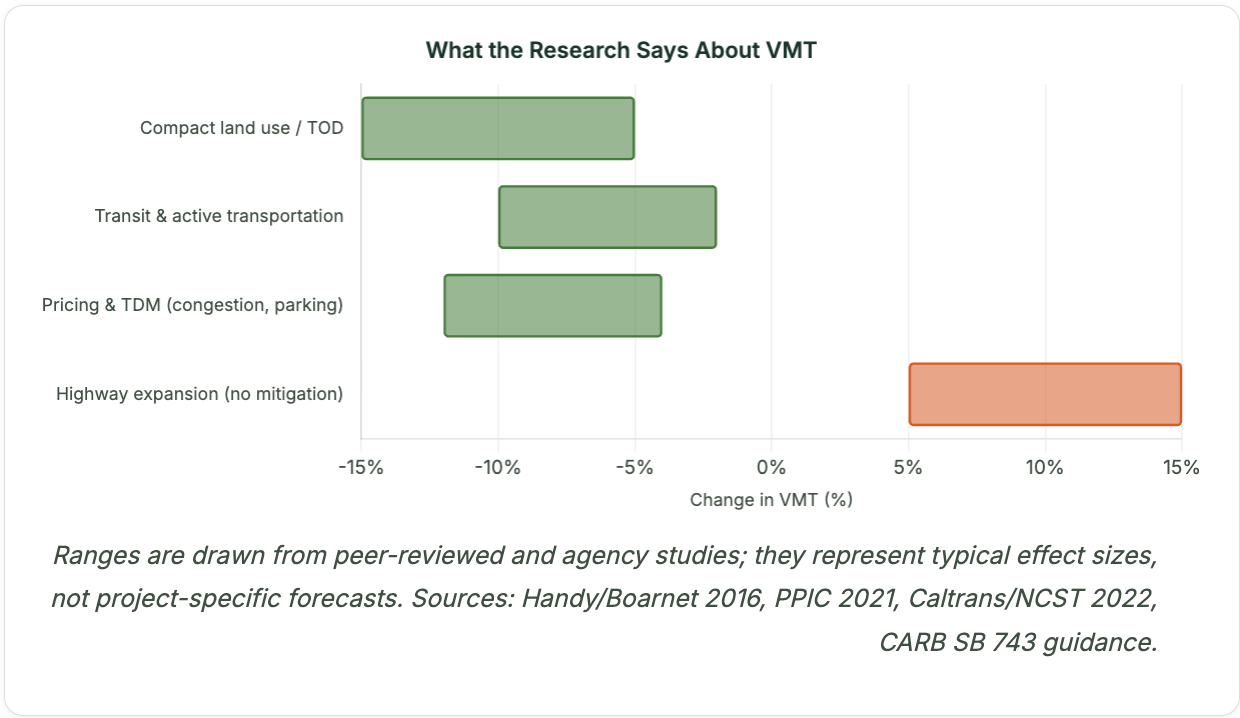 What the Research Says About VMT
Compact land use / TOD
Transit & active transportation
Pricing & TDM (congestion, parking)
Highway expansion (no mitigation)
-15% -10% -5% 0% 5% 10% 15%
Change in VMT (%)
Ranges are drawn from peer-reviewed and agency studies; they represent typical effect sizes,
not project-specific forecasts. Sources: Handy/Boarnet 2016, PPIC 2021, Caltrans/NCST 2022,
CARB SB 743 guidance.